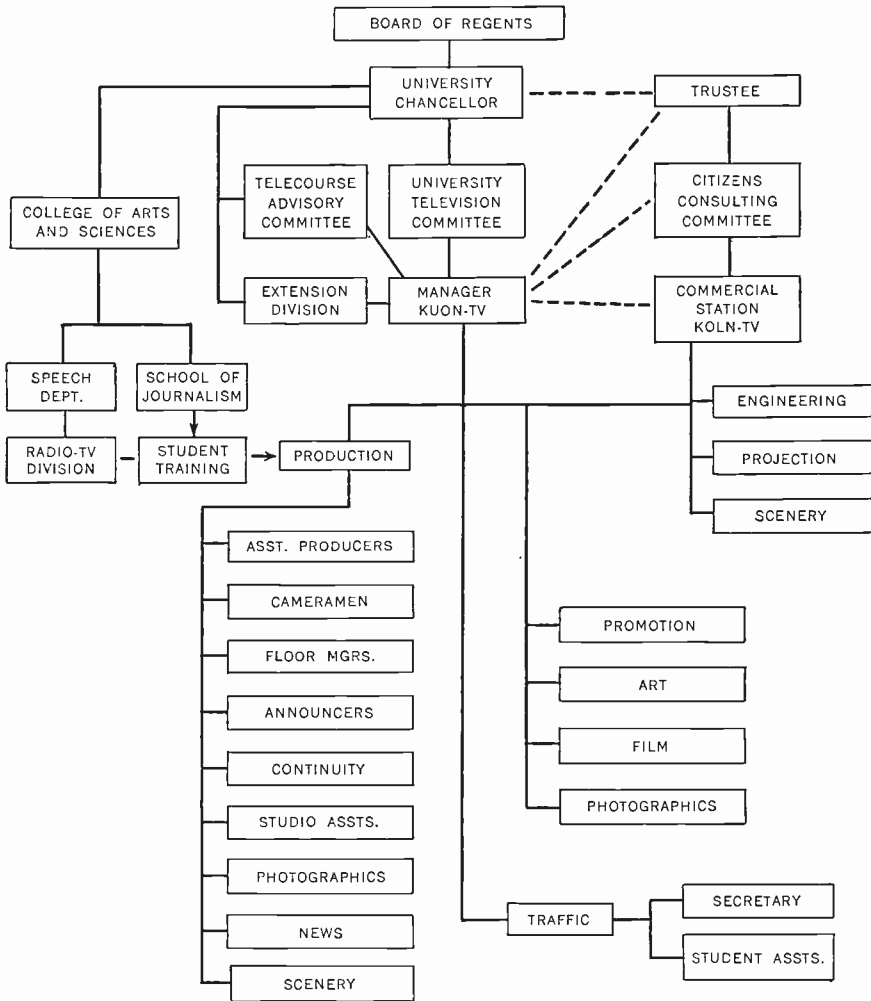 BOARD OF REGENTS
UNIVERSITY
CHANCELLOR
TRUSTEE
TELECOURSE
ADVISORY
COMMITTEE
UNIVERSITY
TELEVISION
COMMITTEE
CITIZENS
CONSULTING
COMMITTEE
COLLEGE OF ARTS
AND SCIENCES
EXTENSION
DIVISION
MANAGER
KUON-TV
COMMERCIAL
STATION
KOLN-TV
SPEECH
DEPT.
SCHOOL OF
JOURNALISM
ENGINEERING
RADIO-TV
DIVISION
STUDENT
TRAINING
PRODUCTION
PROJECTION
SCENERY
ASST. PRODUCERS
CAMERAMEN
FLOOR MGRS.
ANNOUNCERS
CONTINUITY
STUDIO ASSTS.
PHOTOGRAPHICS
NEWS
SCENERY
PROMOTION
ART
FILM
PHOTOGRAPHICS
TRAFFIC
SECRETARY
STUDENT ASSTS.